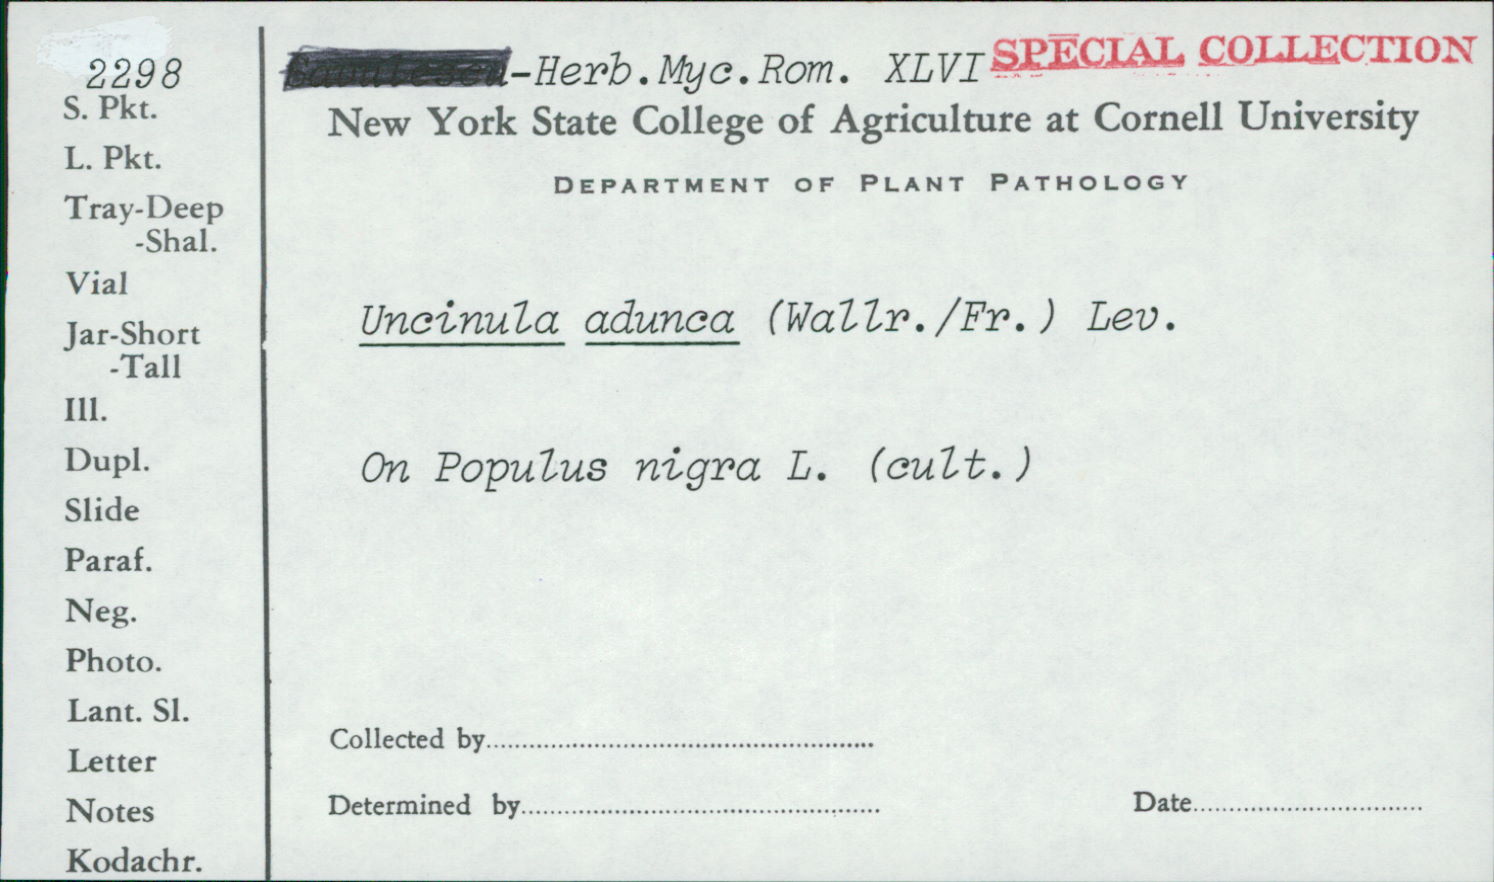 2298
-Herb.Myc.Rom. XLVI SPECIAL COLLECTION
New York State College of Agriculture at Cornell University
DEPARTMENT OF PLANT PATHOLOGY
S. Pkt.
L. Pkt.
Tray-Deep
-Shal.
Vial
Jar-Short
-Tall
Ill.
Dupl.
Slide
Paraf.
Neg.
Photo.
Lant. Sl.
Letter
Notes
Kodachr.
Uncinula adunca (Wallr./Fr.) Lev.
On Populus nigra L. (cult.)
Collected by
Determined by
Date